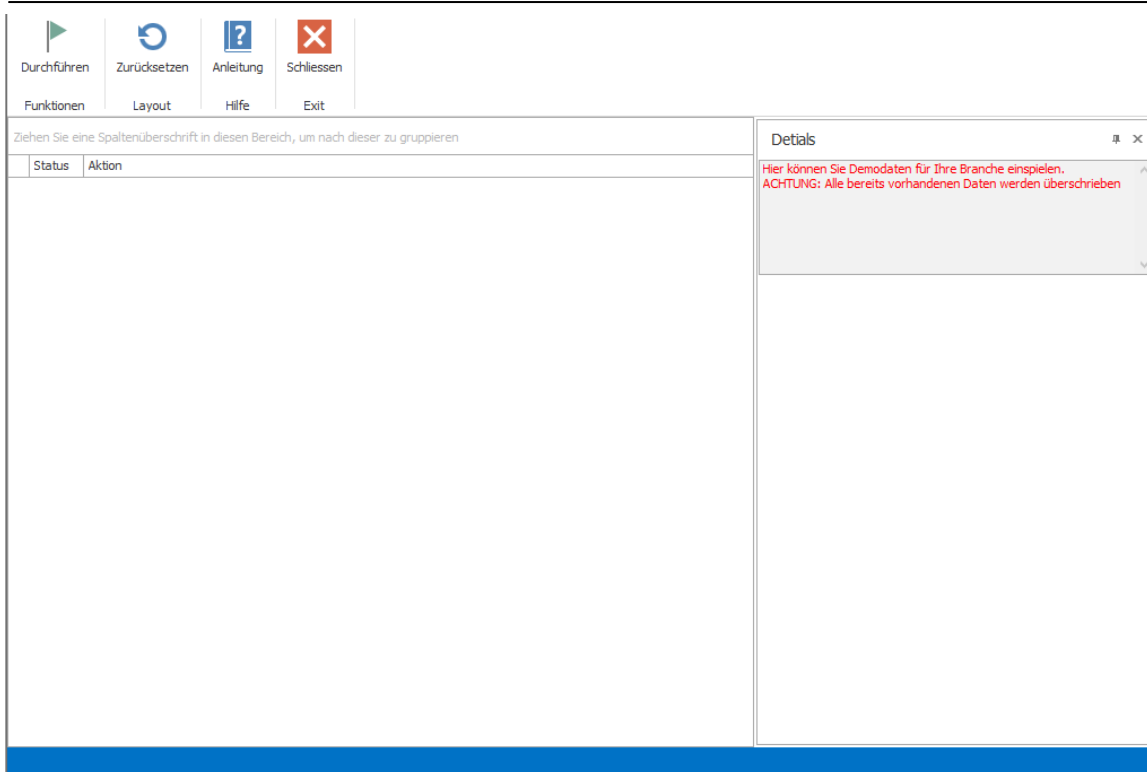 Durchführen Zurücksetzen Anleitung Schliessen
Funktionen Layout Hilfe Exit
Ziehen Sie eine Spaltenüberschrift in diesen Bereich, um nach dieser zu gruppieren
Status Aktion
Detials
Hier können Sie Demodaten für Ihre Branche einspielen.
ACHTUNG: Alle bereits vorhandenen Daten werden überschrieben